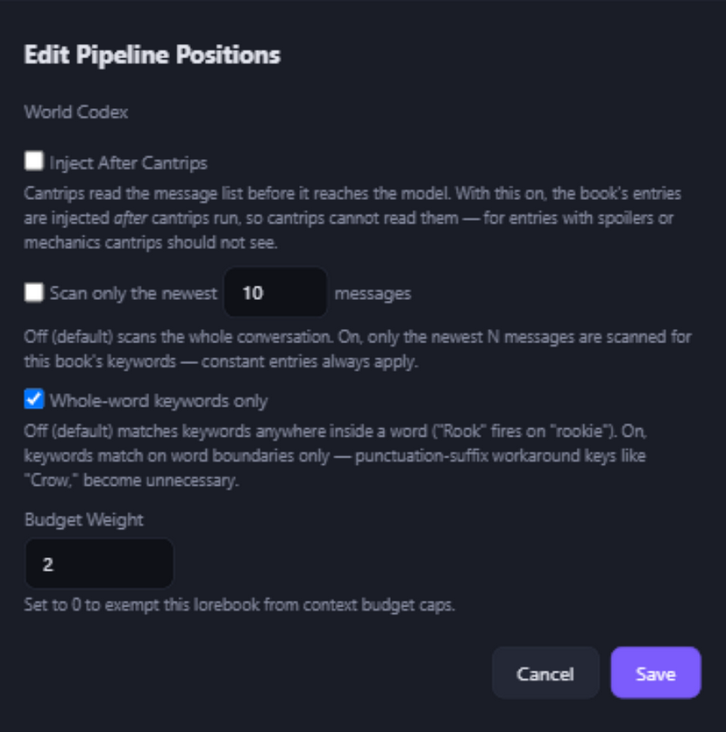 Edit Pipeline Positions
World Codex
Inject After Cantrips
Cantrips read the message list before it reaches the model. With this on, the book's entries
are injected after cantrips run, so cantrips cannot read them — for entries with spoilers or
mechanics cantrips should not see.
Scan only the newest 10 messages
Off (default) scans the whole conversation. On, only the newest N messages are scanned for
this book's keywords — constant entries always apply.
Whole-word keywords only
Off (default) matches keywords anywhere inside a word ("Rook" fires on "rookie"). On,
keywords match on word boundaries only — punctuation-suffix workaround keys like
"Crow," become unnecessary.
Budget Weight
2
Set to 0 to exempt this lorebook from context budget caps.
Cancel Save